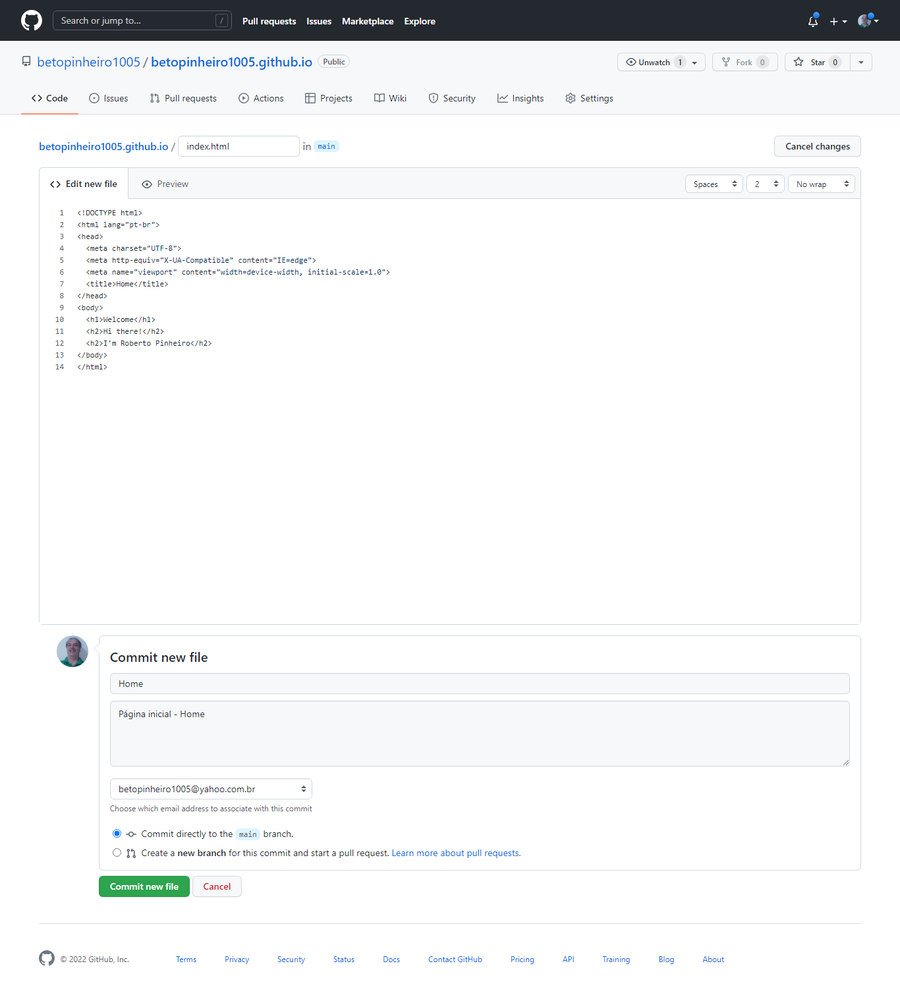 Search or jump to... /
Pull requests Issues Marketplace Explore
betopinheiro1005 / betopinheiro1005.github.io Public
Unwatch 1 Fork 0 Star 0
Code Issues Pull requests Actions Projects Wiki Security Insights Settings
betopinheiro1005.github.io / index.html in main Cancel changes
Edit new file Preview Spaces 2 No wrap
1 <!DOCTYPE html>
2 <html lang="pt-br">
3 <head>
4 <meta charset="UTF-8">
5 <meta http-equiv="X-UA-Compatible" content="IE=edge">
6 <meta name="viewport" content="width=device-width, initial-scale=1.0">
7 <title>Home</title>
8 </head>
9 <body>
10 <h1>Welcome</h1>
11 <h2>Hi there!</h2>
12 <h2>I'm Roberto Pinheiro</h2>
13 </body>
14 </html>
Commit new file
Home
Página inicial - Home
betopinheiro1005@yahoo.com.br
Choose which email address to associate with this commit
Commit directly to the main branch.
Create a new branch for this commit and start a pull request. Learn more about pull requests.
Commit new file Cancel
© 2022 GitHub, Inc. Terms Privacy Security Status Docs Contact GitHub Pricing API Training Blog About